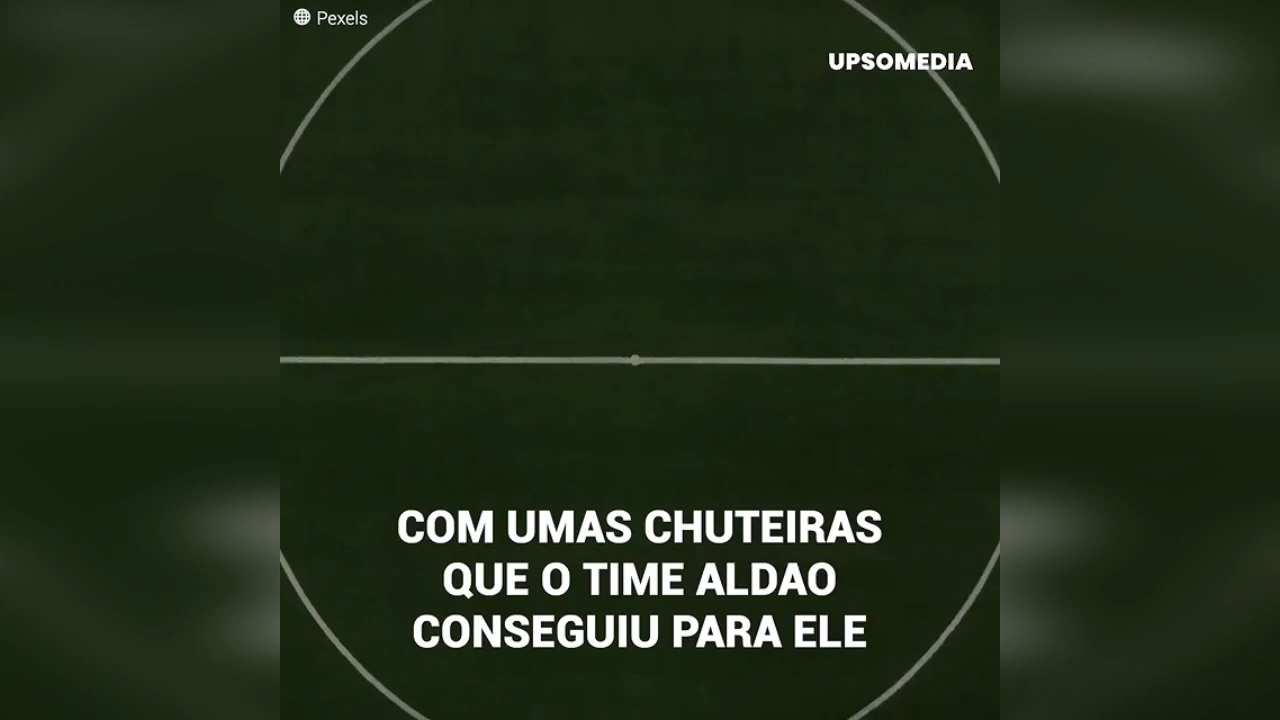 Pexels
UPSOMEDIA
COM UMAS CHUTEIRAS
QUE O TIME ALDAO
CONSEGUIU PARA ELE